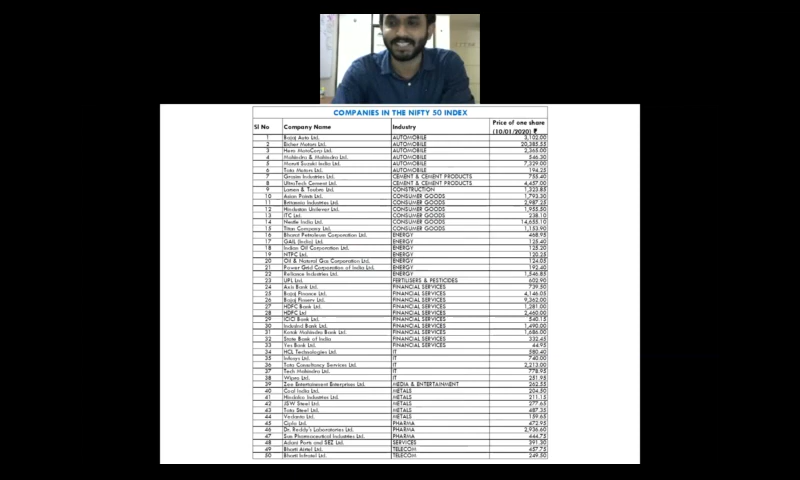 COMPANIES IN THE NIFTY 50 INDEX
Sl No Company Name Industry Price of one share (10/01/2020) ₹
1 Bajaj Auto Ltd. AUTOMOBILE 3,102.00
2 Eicher Motors Ltd. AUTOMOBILE 20,385.55
3 Hero MotoCorp Ltd. AUTOMOBILE 2,365.00
4 Mahindra & Mahindra Ltd. AUTOMOBILE 546.30
5 Maruti Suzuki India Ltd. AUTOMOBILE 7,329.00
6 Tata Motors Ltd. AUTOMOBILE 194.25
7 Grasim Industries Ltd. CEMENT & CEMENT PRODUCTS 755.40
8 UltraTech Cement Ltd. CEMENT & CEMENT PRODUCTS 4,457.00
9 Larsen & Toubro Ltd. CONSTRUCTION 1,323.85
10 Asian Paints Ltd. CONSUMER GOODS 1,793.30
11 Britannia Industries Ltd. CONSUMER GOODS 2,987.25
12 Hindustan Unilever Ltd. CONSUMER GOODS 1,955.50
13 ITC Ltd. CONSUMER GOODS 238.10
14 Nestle India Ltd. CONSUMER GOODS 14,655.10
15 Titan Company Ltd. CONSUMER GOODS 1,153.90
16 Bharat Petroleum Corporation Ltd. ENERGY 468.95
17 GAIL (India) Ltd. ENERGY 125.40
18 Indian Oil Corporation Ltd. ENERGY 125.20
19 NTPC Ltd. ENERGY 120.25
20 Oil & Natural Gas Corporation Ltd. ENERGY 124.05
21 Power Grid Corporation of India Ltd. ENERGY 192.40
22 Reliance Industries Ltd. ENERGY 1,546.85
23 UPL Ltd. FERTILISERS & PESTICIDES 602.90
24 Axis Bank Ltd. FINANCIAL SERVICES 739.50
25 Bajaj Finance Ltd. FINANCIAL SERVICES 4,146.05
26 Bajaj Finserv Ltd. FINANCIAL SERVICES 9,362.00
27 HDFC Bank Ltd. FINANCIAL SERVICES 1,281.00
28 HDFC Ltd FINANCIAL SERVICES 2,460.00
29 ICICI Bank Ltd. FINANCIAL SERVICES 540.15
30 IndusInd Bank Ltd. FINANCIAL SERVICES 1,490.00
31 Kotak Mahindra Bank Ltd. FINANCIAL SERVICES 1,686.00
32 State Bank of India FINANCIAL SERVICES 332.45
33 Yes Bank Ltd. FINANCIAL SERVICES 44.95
34 HCL Technologies Ltd. IT 580.40
35 Infosys Ltd. IT 740.00
36 Tata Consultancy Services Ltd. IT 2,213.00
37 Tech Mahindra Ltd. IT 778.95
38 Wipro Ltd. IT 251.95
39 Zee Entertainment Enterprises Ltd. MEDIA & ENTERTAINMENT 262.55
40 Coal India Ltd. METALS 204.50
41 Hindalco Industries Ltd. METALS 211.15
42 JSW Steel Ltd. METALS 277.65
43 Tata Steel Ltd. METALS 487.35
44 Vedanta Ltd. METALS 159.65
45 Cipla Ltd. PHARMA 472.95
46 Dr. Reddy's Laboratories Ltd. PHARMA 2,936.60
47 Sun Pharmaceutical Industries Ltd. PHARMA 444.75
48 Adani Ports and SEZ Ltd. SERVICES 391.30
49 Bharti Airtel Ltd. TELECOM 457.75
50 Bharti Infratel Ltd. TELECOM 249.50